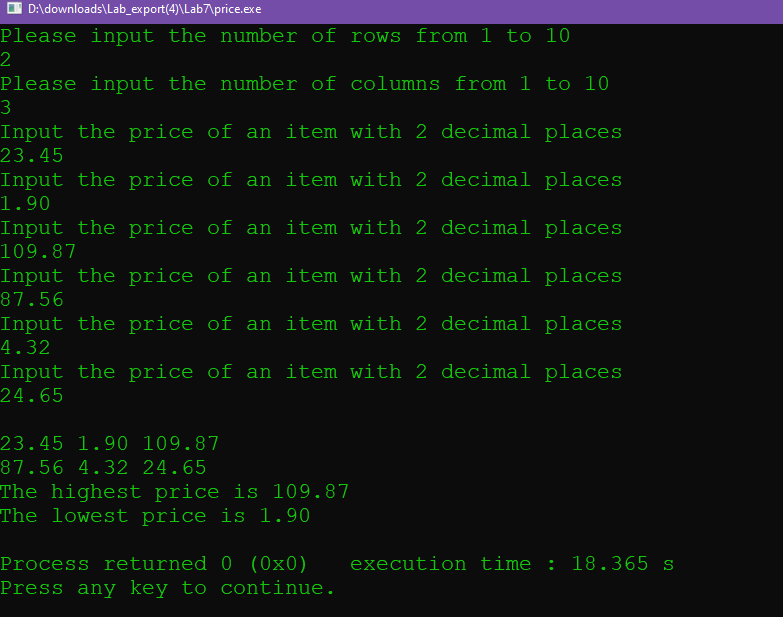 D:\downloads\Lab_export(4)\Lab7\price.exe
Please input the number of rows from 1 to 10
2
Please input the number of columns from 1 to 10
3
Input the price of an item with 2 decimal places
23.45
Input the price of an item with 2 decimal places
1.90
Input the price of an item with 2 decimal places
109.87
Input the price of an item with 2 decimal places
87.56
Input the price of an item with 2 decimal places
4.32
Input the price of an item with 2 decimal places
24.65
23.45 1.90 109.87
87.56 4.32 24.65
The highest price is 109.87
The lowest price is 1.90
Process returned 0 (0x0)   execution time : 18.365 s
Press any key to continue.